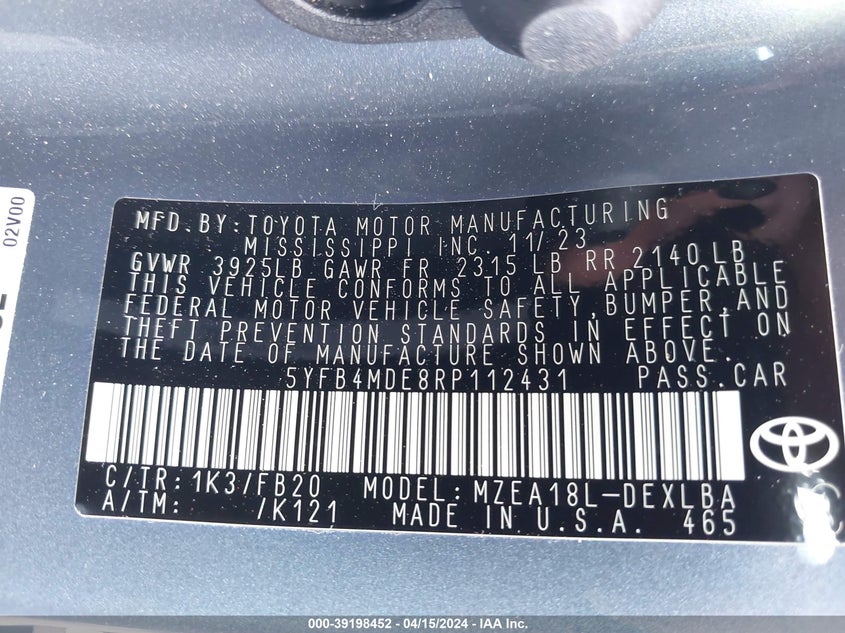 02V00
MFD.BY:TOYOTA MOTOR MANUFACTURING
MISSISSIPPI INC. 11/23
GVWR 3925LB GAWR FR 2315 LB RR 2140 LB
THIS VEHICLE CONFORMS TO ALL APPLICABLE
FEDERAL MOTOR VEHICLE SAFETY,BUMPER,AND
THEFT PREVENTION STANDARDS IN EFFECT ON
THE DATE OF MANUFACTURE SHOWN ABOVE.
5YFB4MDE8RP112431 PASS.CAR
C/TR:1K3/FB20 MODEL:MZEA18L-DEXLBA
A/TM: /K121 MADE IN U.S.A. 465
000-39198452 - 04/15/2024 - IAA Inc.